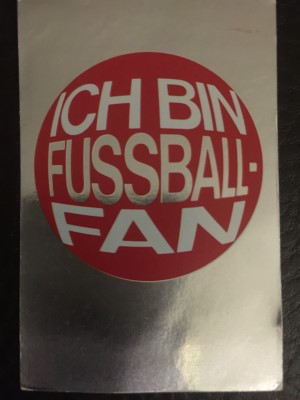 ICH BIN
FUSSBALL-
FAN